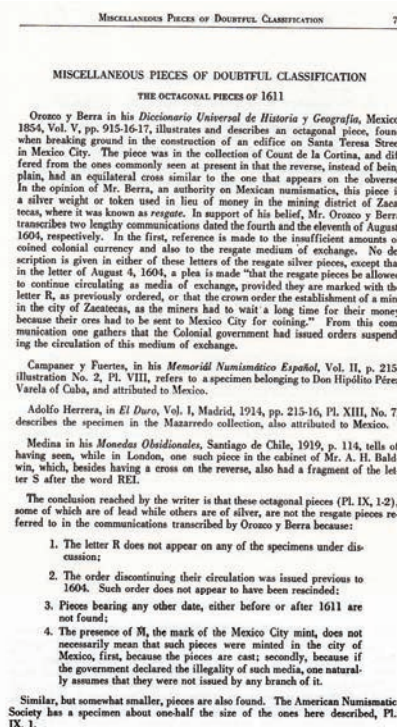 MISCELLANEOUS PIECES OF DOUBTFUL CLASSIFICATION 7
MISCELLANEOUS PIECES OF DOUBTFUL CLASSIFICATION
THE OCTAGONAL PIECES OF 1611
Orozco y Berra in his Diccionario Universal de Historia y Geografía, Mexico
1854, Vol. V, pp. 915-16-17, illustrates and describes an octagonal piece, foun
when breaking ground in the construction of an edifice on Santa Teresa Stree
in Mexico City. The piece was in the collection of Count de la Cortina, and dif
fered from the ones commonly seen at present in that the reverse, instead of bein
plain, had an equilateral cross similar to the one that appears on the obverse
In the opinion of Mr. Berra, an authority on Mexican numismatics, this piece i
a silver weight or token used in lieu of money in the mining district of Zaca
tecas, where it was known as resgate. In support of his belief, Mr. Orozco y Berr
transcribes two lengthy communications dated the fourth and the eleventh of August
1604, respectively. In the first, reference is made to the insufficient amounts o
coined colonial currency and also to the resgate medium of exchange. No de
scription is given in either of these letters of the resgate silver pieces, except tha
in the letter of August 4, 1604, a plea is made "that the resgate pieces be allowe
to continue circulating as media of exchange, provided they are marked with th
letter R, as previously ordered, or that the crown order the establishment of a min
in the city of Zacatecas, as the miners had to wait a long time for their mone
because their ores had to be sent to Mexico City for coining." From this com
munication one gathers that the Colonial government had issued orders suspend
ing the circulation of this medium of exchange.
Campaner y Fuertes, in his Memoriál Numismático Español, Vol. II, p. 215
illustration No. 2, Pl. VIII, refers to a specimen belonging to Don Hipólito Pére
Varela of Cuba, and attributed to Mexico.
Adolfo Herrera, in El Duro, Vol. I, Madrid, 1914, pp. 215-16, Pl. XIII, No. 7
describes the specimen in the Mazarredo collection, also attributed to Mexico.
Medina in his Monedas Obsidionales, Santiago de Chile, 1919, p. 114, tells of
having seen, while in London, one such piece in the cabinet of Mr. A. H. Bald
win, which, besides having a cross on the reverse, also had a fragment of the let
ter S after the word REI.
The conclusion reached by the writer is that these octagonal pieces (Pl. IX, 1-2),
some of which are of lead while others are of silver, are not the resgate pieces re
ferred to in the communications transcribed by Orozco y Berra because:
1. The letter R does not appear on any of the specimens under dis-
cussion;
2. The order discontinuing their circulation was issued previous to
1604. Such order does not appear to have been rescinded;
3. Pieces bearing any other date, either before or after 1611 are
not found;
4. The presence of M̊, the mark of the Mexico City mint, does not
necessarily mean that such pieces were minted in the city of
Mexico, first, because the pieces are cast; secondly, because if
the government declared the illegality of such media, one natural-
ly assumes that they were not issued by any branch of it.
Similar, but somewhat smaller, pieces are also found. The American Numismatic
Society has a specimen about one-half the size of the ones here described, Pl.
IX, 1.